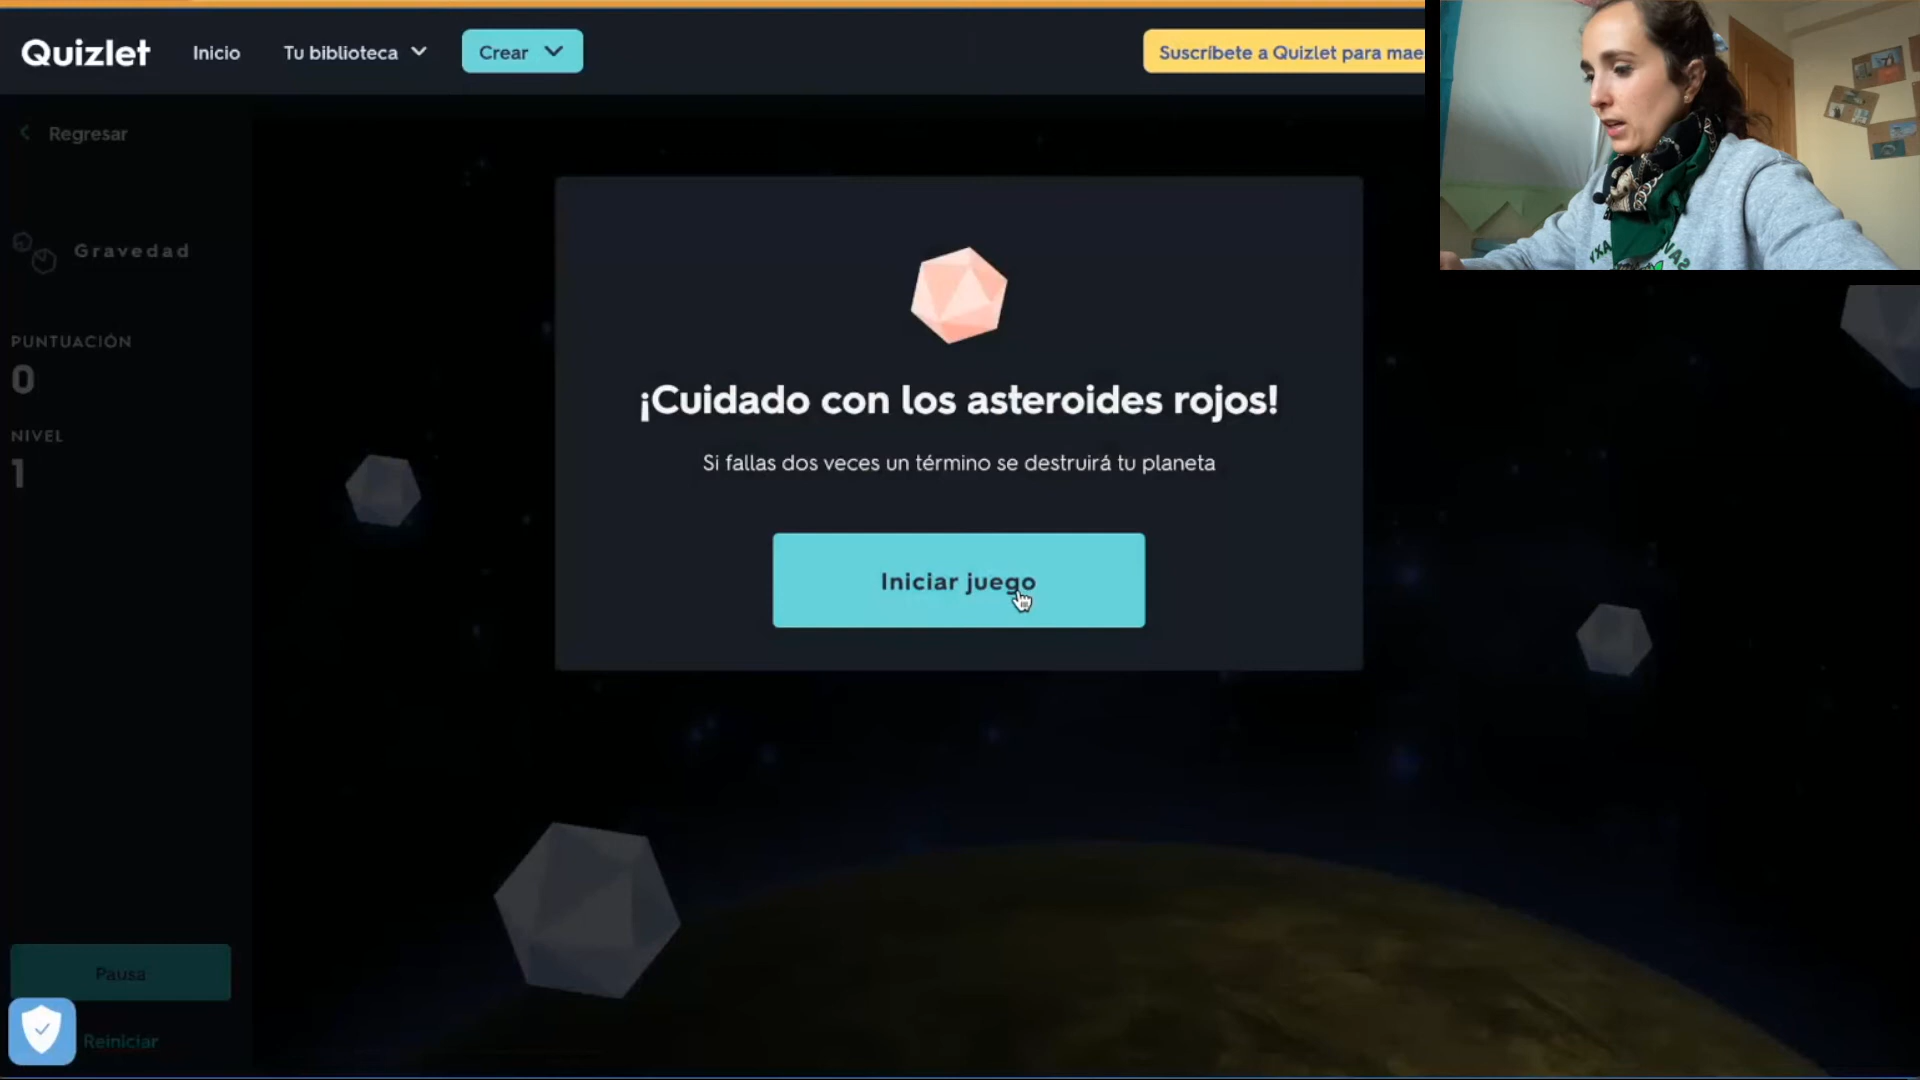 Quizlet
Inicio
Tu biblioteca
Crear
Suscríbete a Quizlet para mae
Regresar
Gravedad
PUNTUACIÓN
0
NIVEL
1
¡Cuidado con los asteroides rojos!
Si fallas dos veces un término se destruirá tu planeta
Iniciar juego
Pausa
Reiniciar